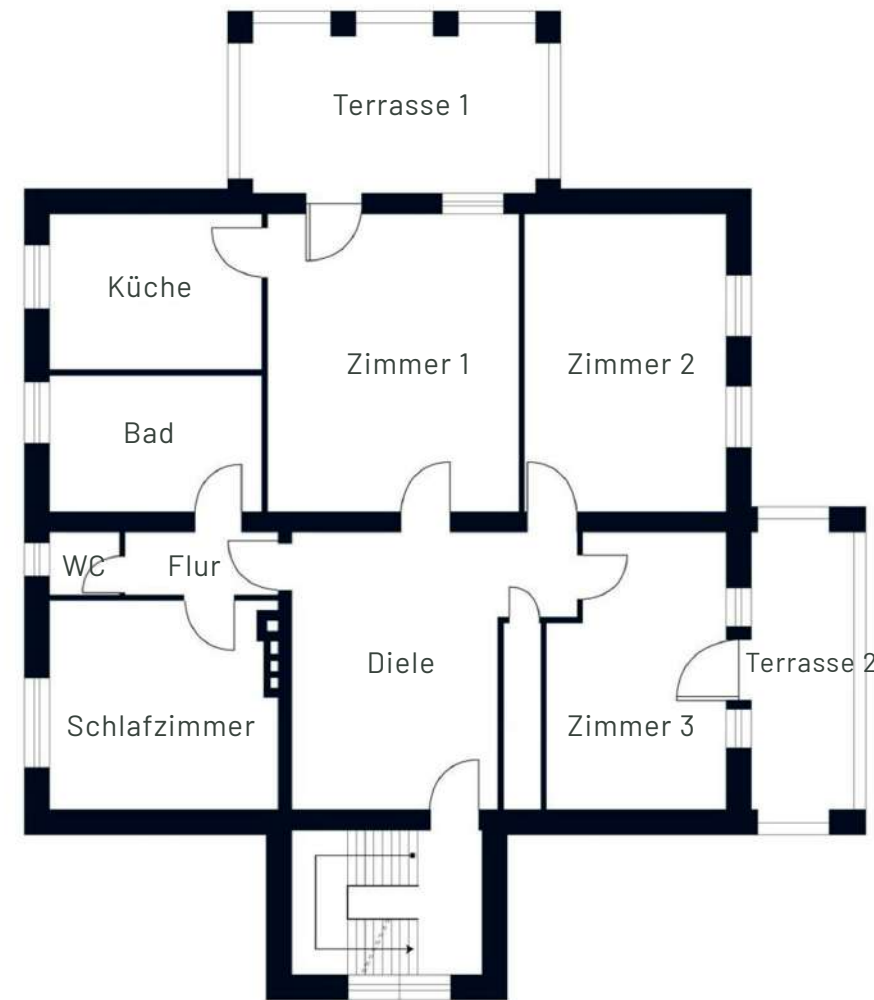 Terrasse 1
Küche
Zimmer 1
Zimmer 2
Bad
WC
Flur
Diele
Terrasse 2
Schlafzimmer
Zimmer 3